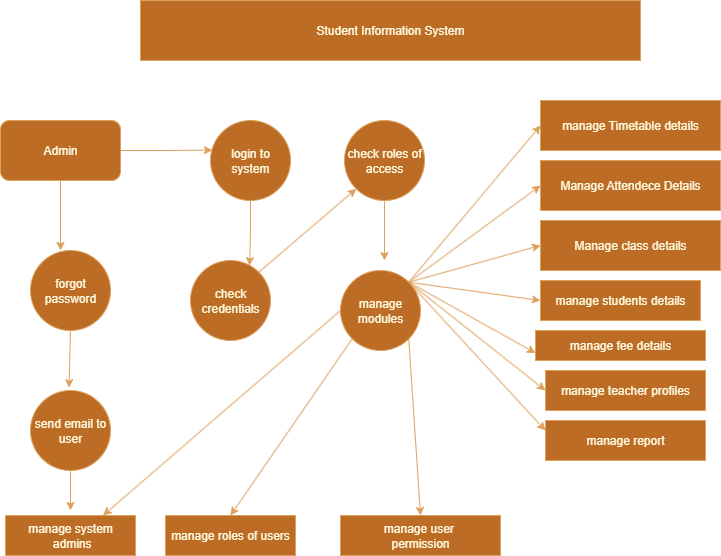 Student Information System
Admin
login to
system
check roles of
access
manage Timetable details
Manage Attendece Details
Manage class details
forgot
password
check
credentials
manage
modules
manage students details
manage fee details
manage teacher profiles
manage report
send email to
user
manage system
admins
manage roles of users
manage user
permission